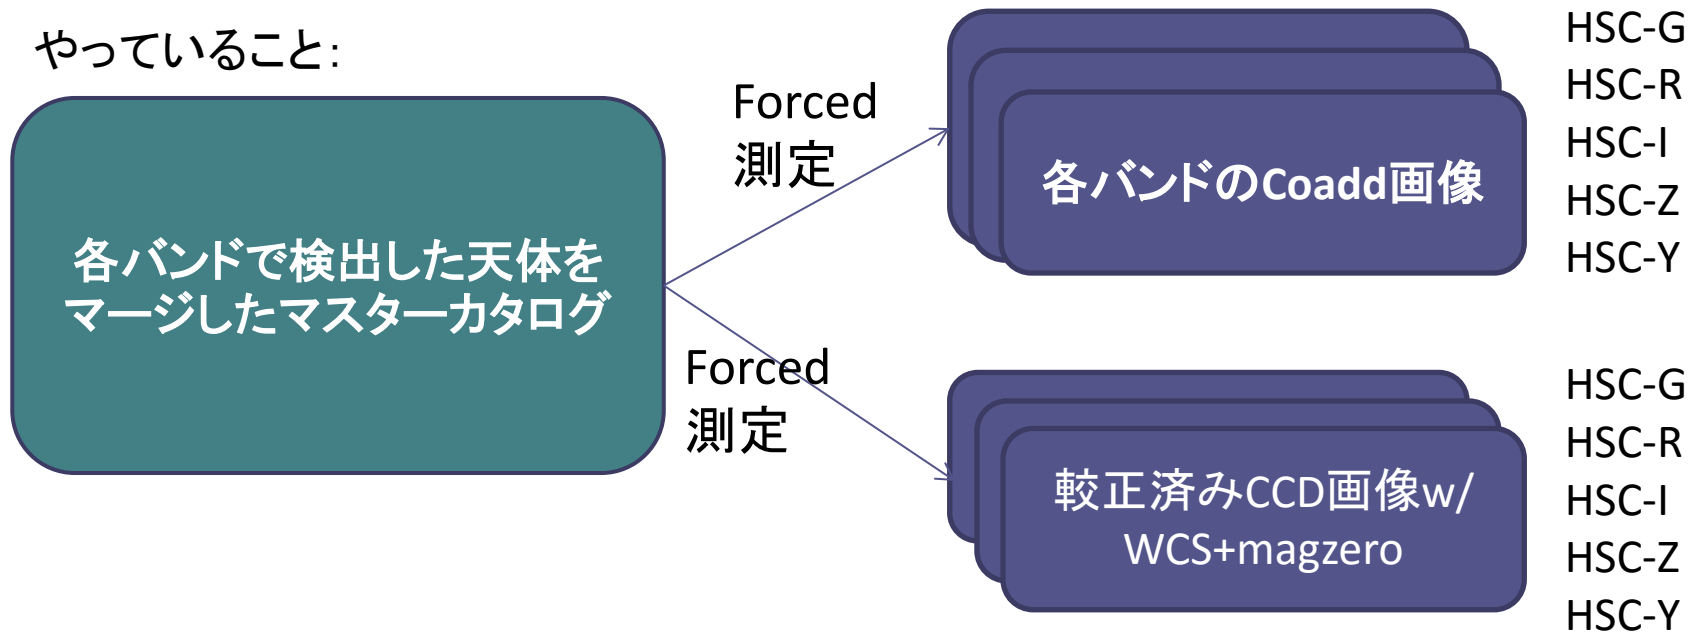 やっていること:
各バンドで検出した天体を
マージしたマスターカタログ
Forced
測定
各バンドのCoadd画像
HSC-G
HSC-R
HSC-I
HSC-Z
HSC-Y
Forced
測定
較正済みCCD画像w/
WCS+magzero
HSC-G
HSC-R
HSC-I
HSC-Z
HSC-Y